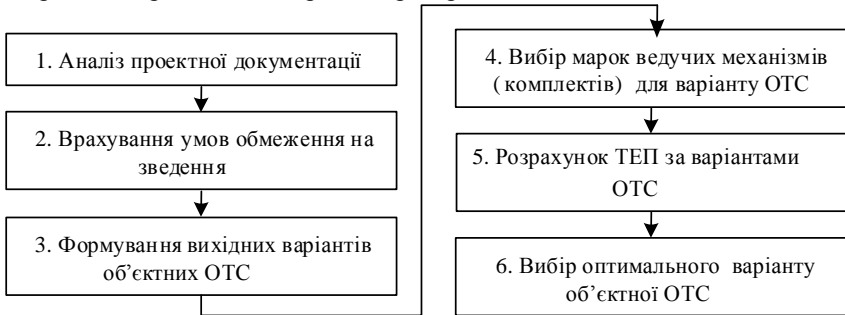 1. Аналіз проектної документації
2. Врахування умов обмеження на
зведення
3. Формування вихідних варіантів
об’єктних ОТС
4. Вибір марок ведучих механізмів
( комплектів) для варіанту ОТС
5. Розрахунок ТЕП за варіантами
ОТС
6. Вибір оптимального варіанту
об’єктної ОТС